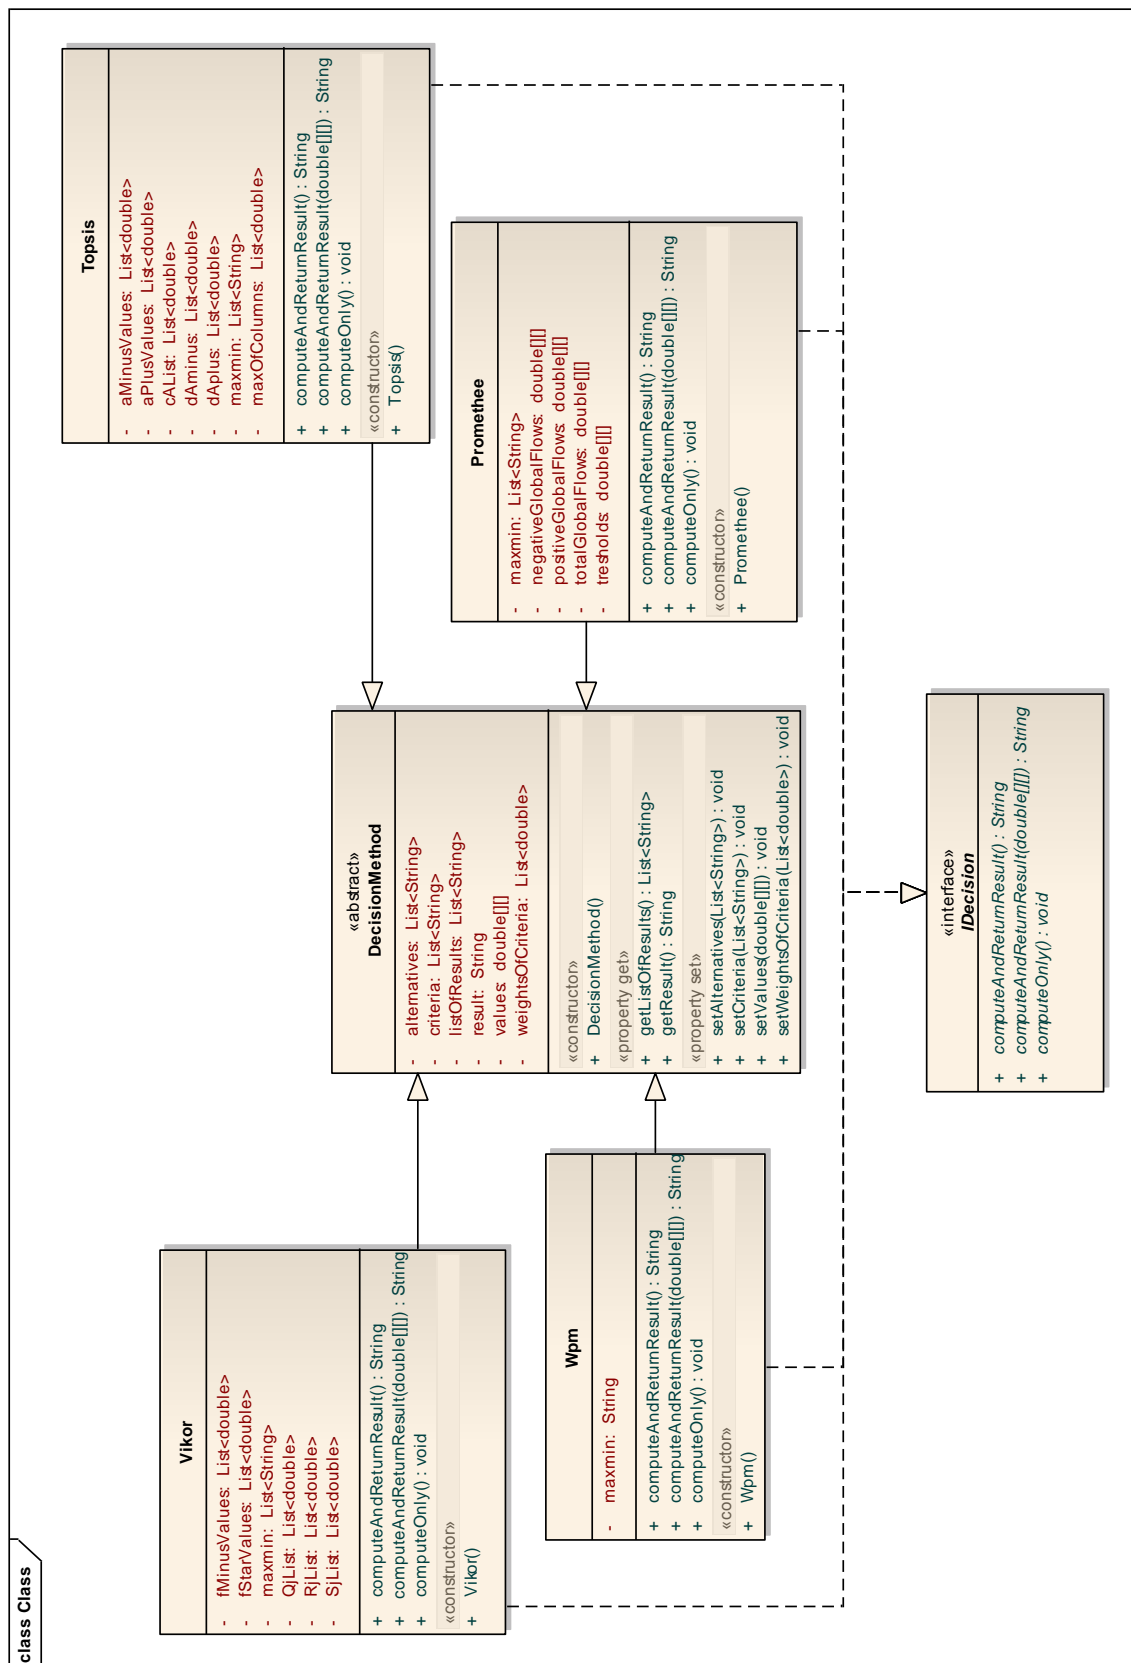 class Class
Vikor
- fMinusValues: List<double>
- fStarValues: List<double>
- maxmin: List<String>
- QjList: List<double>
- RjList: List<double>
- SjList: List<double>
+ computeAndReturnResult() : String
+ computeAndReturnResult(double[][]) : String
+ computeOnly() : void
«constructor»
+ Vikor()
«abstract»
DecisionMethod
- alternatives: List<String>
- criteria: List<String>
- listOfResults: List<String>
- result: String
- values: double[][]
- weightsOfCriteria: List<double>
«constructor»
+ DecisionMethod()
«property get»
+ getListOfResults() : List<String>
+ getResult() : String
«property set»
+ setAlternatives(List<String>) : void
+ setCriteria(List<String>) : void
+ setValues(double[][]) : void
+ setWeightsOfCriteria(List<double>) : void
Topsis
- aMinusValues: List<double>
- aPlusValues: List<double>
- cAList: List<double>
- dAminus: List<double>
- dAplus: List<double>
- maxmin: List<String>
- maxOfColumns: List<double>
+ computeAndReturnResult() : String
+ computeAndReturnResult(double[][]) : String
+ computeOnly() : void
«constructor»
+ Topsis()
Wpm
- maxmin: String
+ computeAndReturnResult() : String
+ computeAndReturnResult(double[][]) : String
+ computeOnly() : void
«constructor»
+ Wpm()
Promethee
- maxmin: List<String>
- negativeGlobalFlows: double[][]
- positiveGlobalFlows: double[][]
- totalGlobalFlows: double[][]
- tresholds: double[][]
+ computeAndReturnResult() : String
+ computeAndReturnResult(double[][]) : String
+ computeOnly() : void
«constructor»
+ Promethee()
«interface»
IDecision
+ computeAndReturnResult() : String
+ computeAndReturnResult(double[][]) : String
+ computeOnly() : void